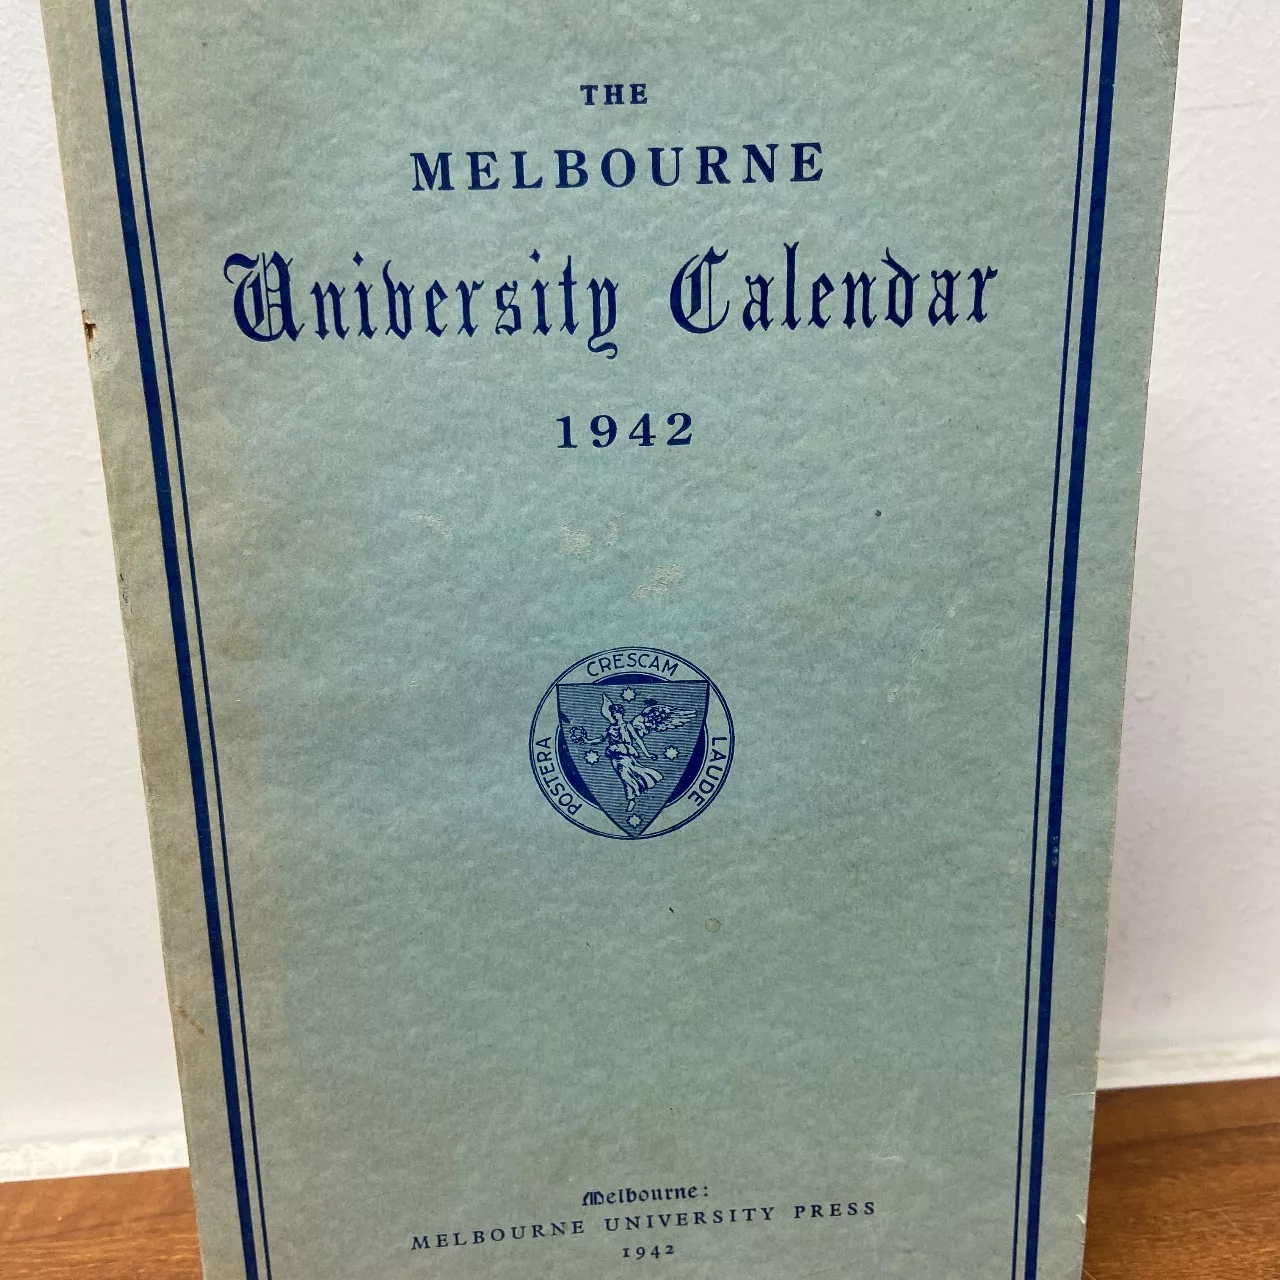 THE
MELBOURNE
University Calendar
1942
POSTERA CRESCAM LAUDE
Melbourne:
MELBOURNE UNIVERSITY PRESS
1942